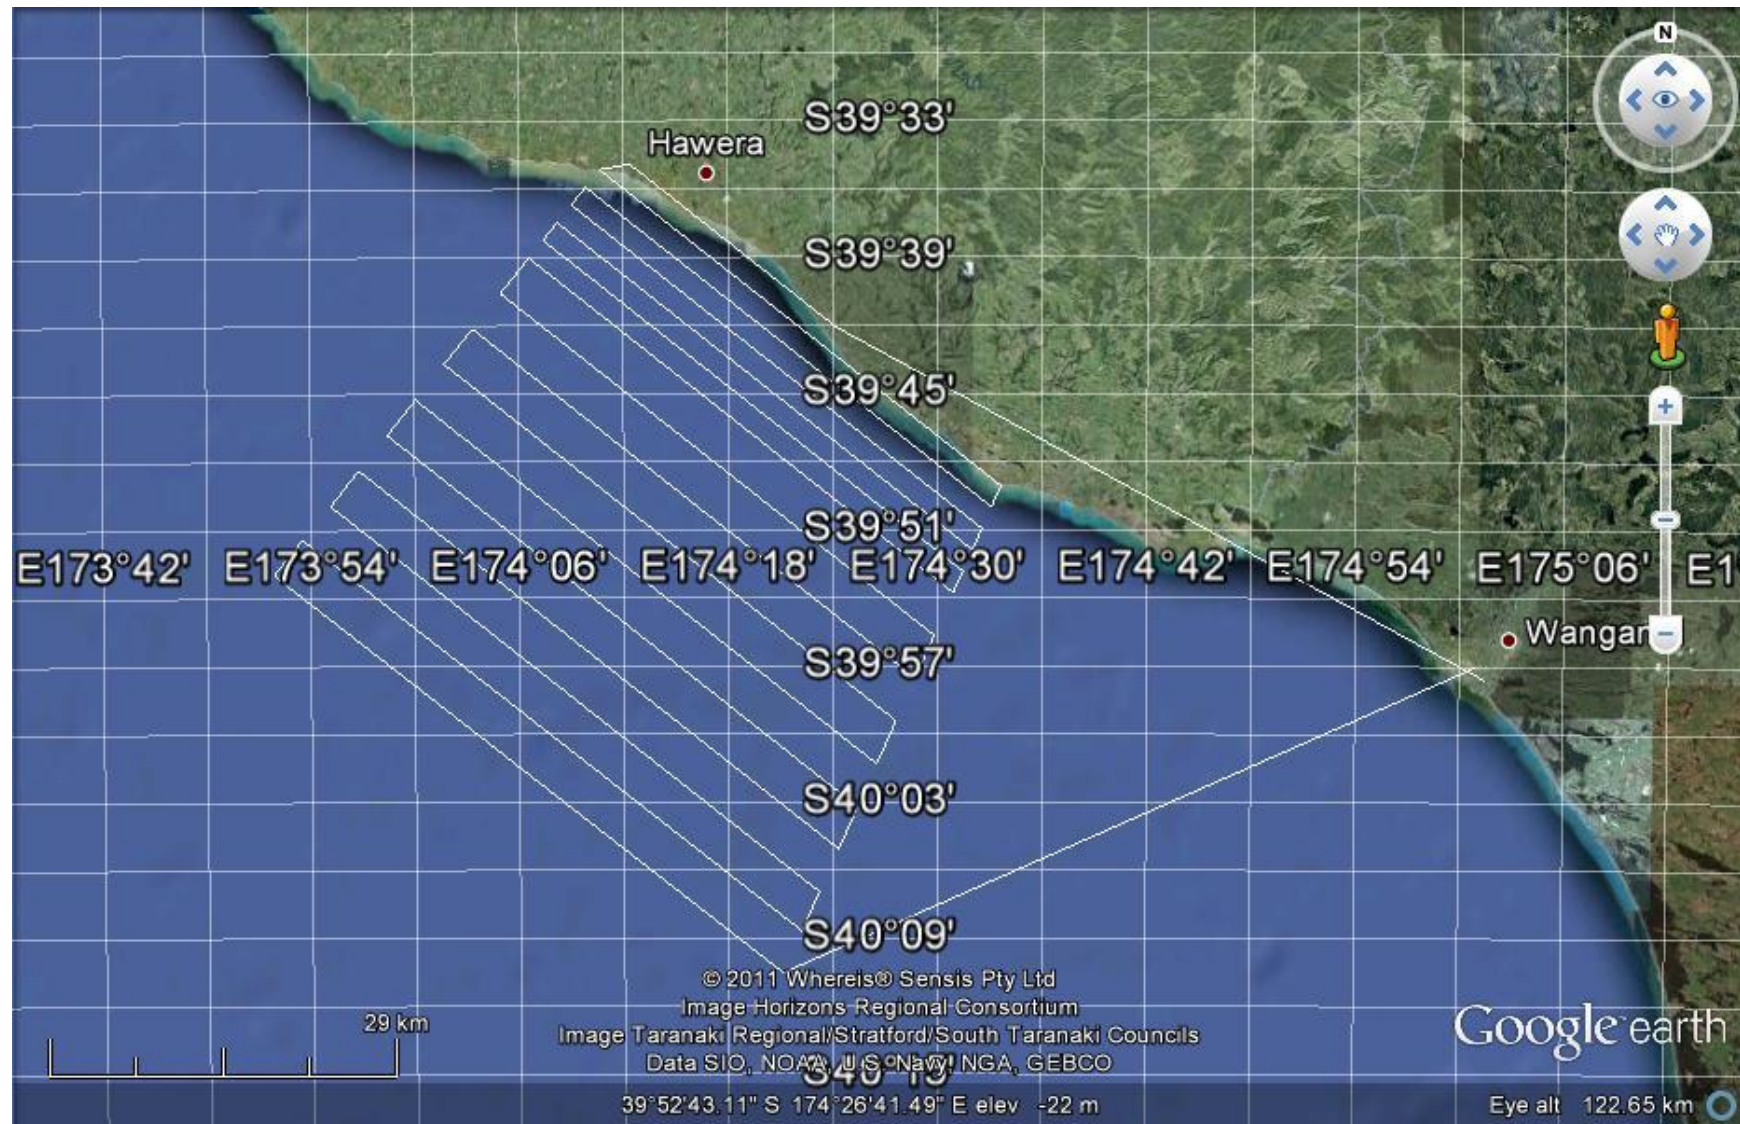 N
S39°33'
Hawera
S39°39'
S39°45'
S39°51'
E173°42' E173°54' E174°06' E174°18' E174°30' E174°42' E174°54' E175°06'
Wangan
S39°57'
S40°03'
S40°09'
© 2011 Whereis® Sensis Pty Ltd
Image Horizons Regional Consortium
29 km
Image Taranaki Regional/Stratford/South Taranaki Councils
Google earth
Data SIO, NOAA, U.S. Navy, NGA, GEBCO
39°52'43.11" S 174°26'41.49" E elev -22 m
Eye alt 122.65 km